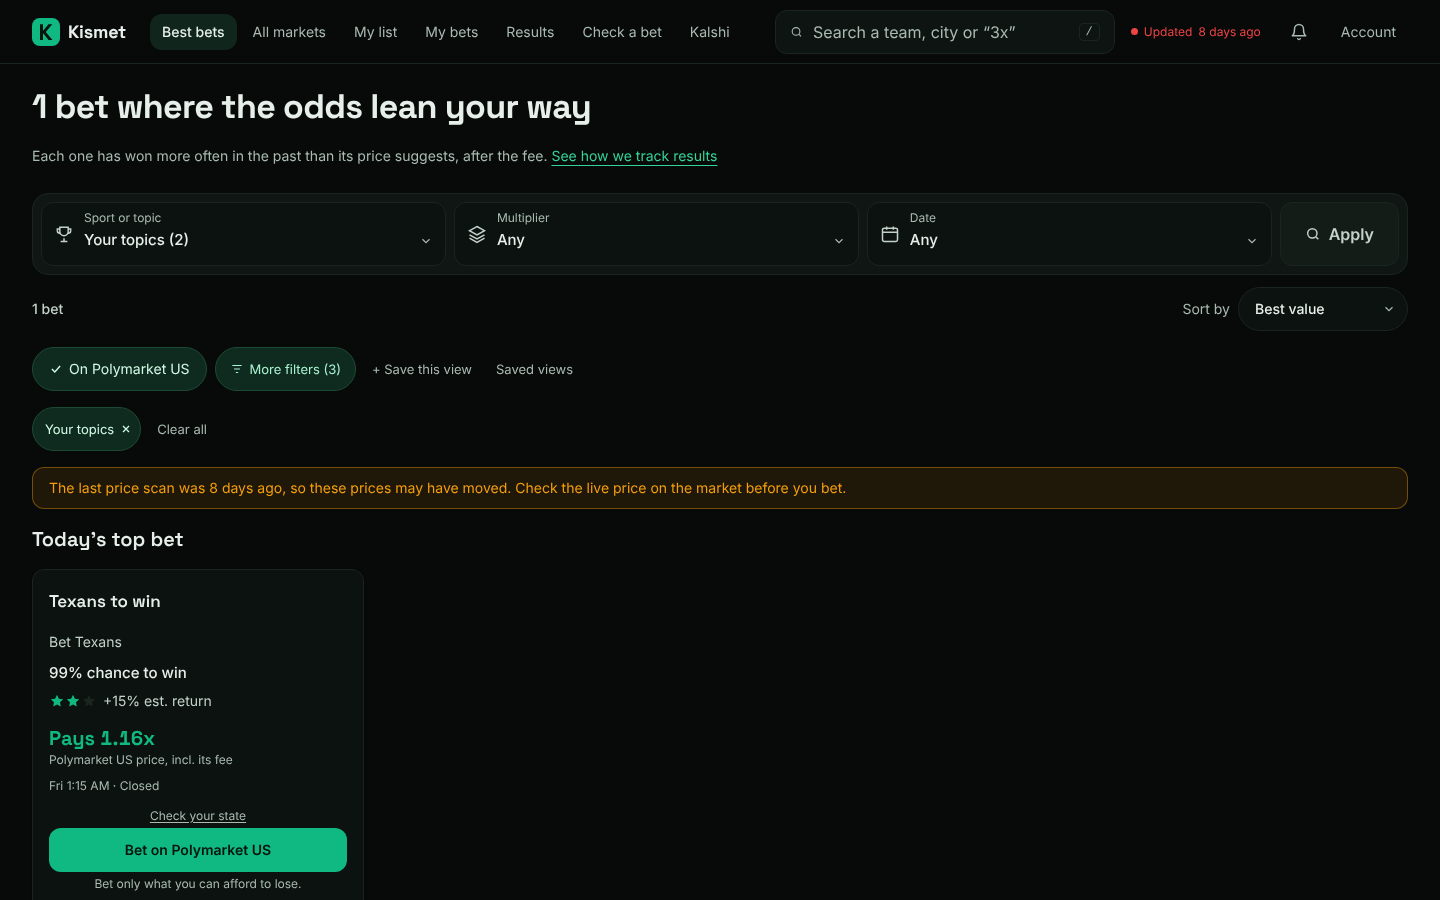 K Kismet
Best bets
All markets
My list
My bets
Results
Check a bet
Kalshi
Search a team, city or “3x”
/
Updated 8 days ago
Account
1 bet where the odds lean your way
Each one has won more often in the past than its price suggests, after the fee. See how we track results
Sport or topic
Your topics (2)
Multiplier
Any
Date
Any
Apply
1 bet
Sort by
Best value
On Polymarket US
More filters (3)
+ Save this view
Saved views
Your topics ×
Clear all
The last price scan was 8 days ago, so these prices may have moved. Check the live price on the market before you bet.
Today’s top bet
Texans to win
Bet Texans
99% chance to win
+15% est. return
Pays 1.16x
Polymarket US price, incl. its fee
Fri 1:15 AM · Closed
Check your state
Bet on Polymarket US
Bet only what you can afford to lose.